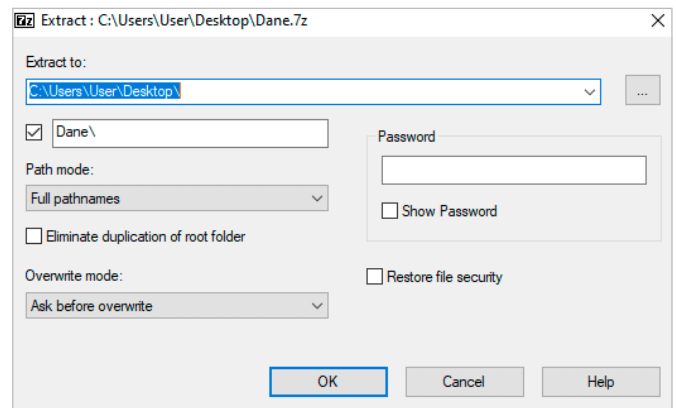 7z Extract : C:\Users\User\Desktop\Dane.7z
Extract to:
C:\Users\User\Desktop\
...
Dane\
Password
Path mode:
Full pathnames
Show Password
Eliminate duplication of root folder
Overwrite mode:
Restore file security
Ask before overwrite
OK Cancel Help